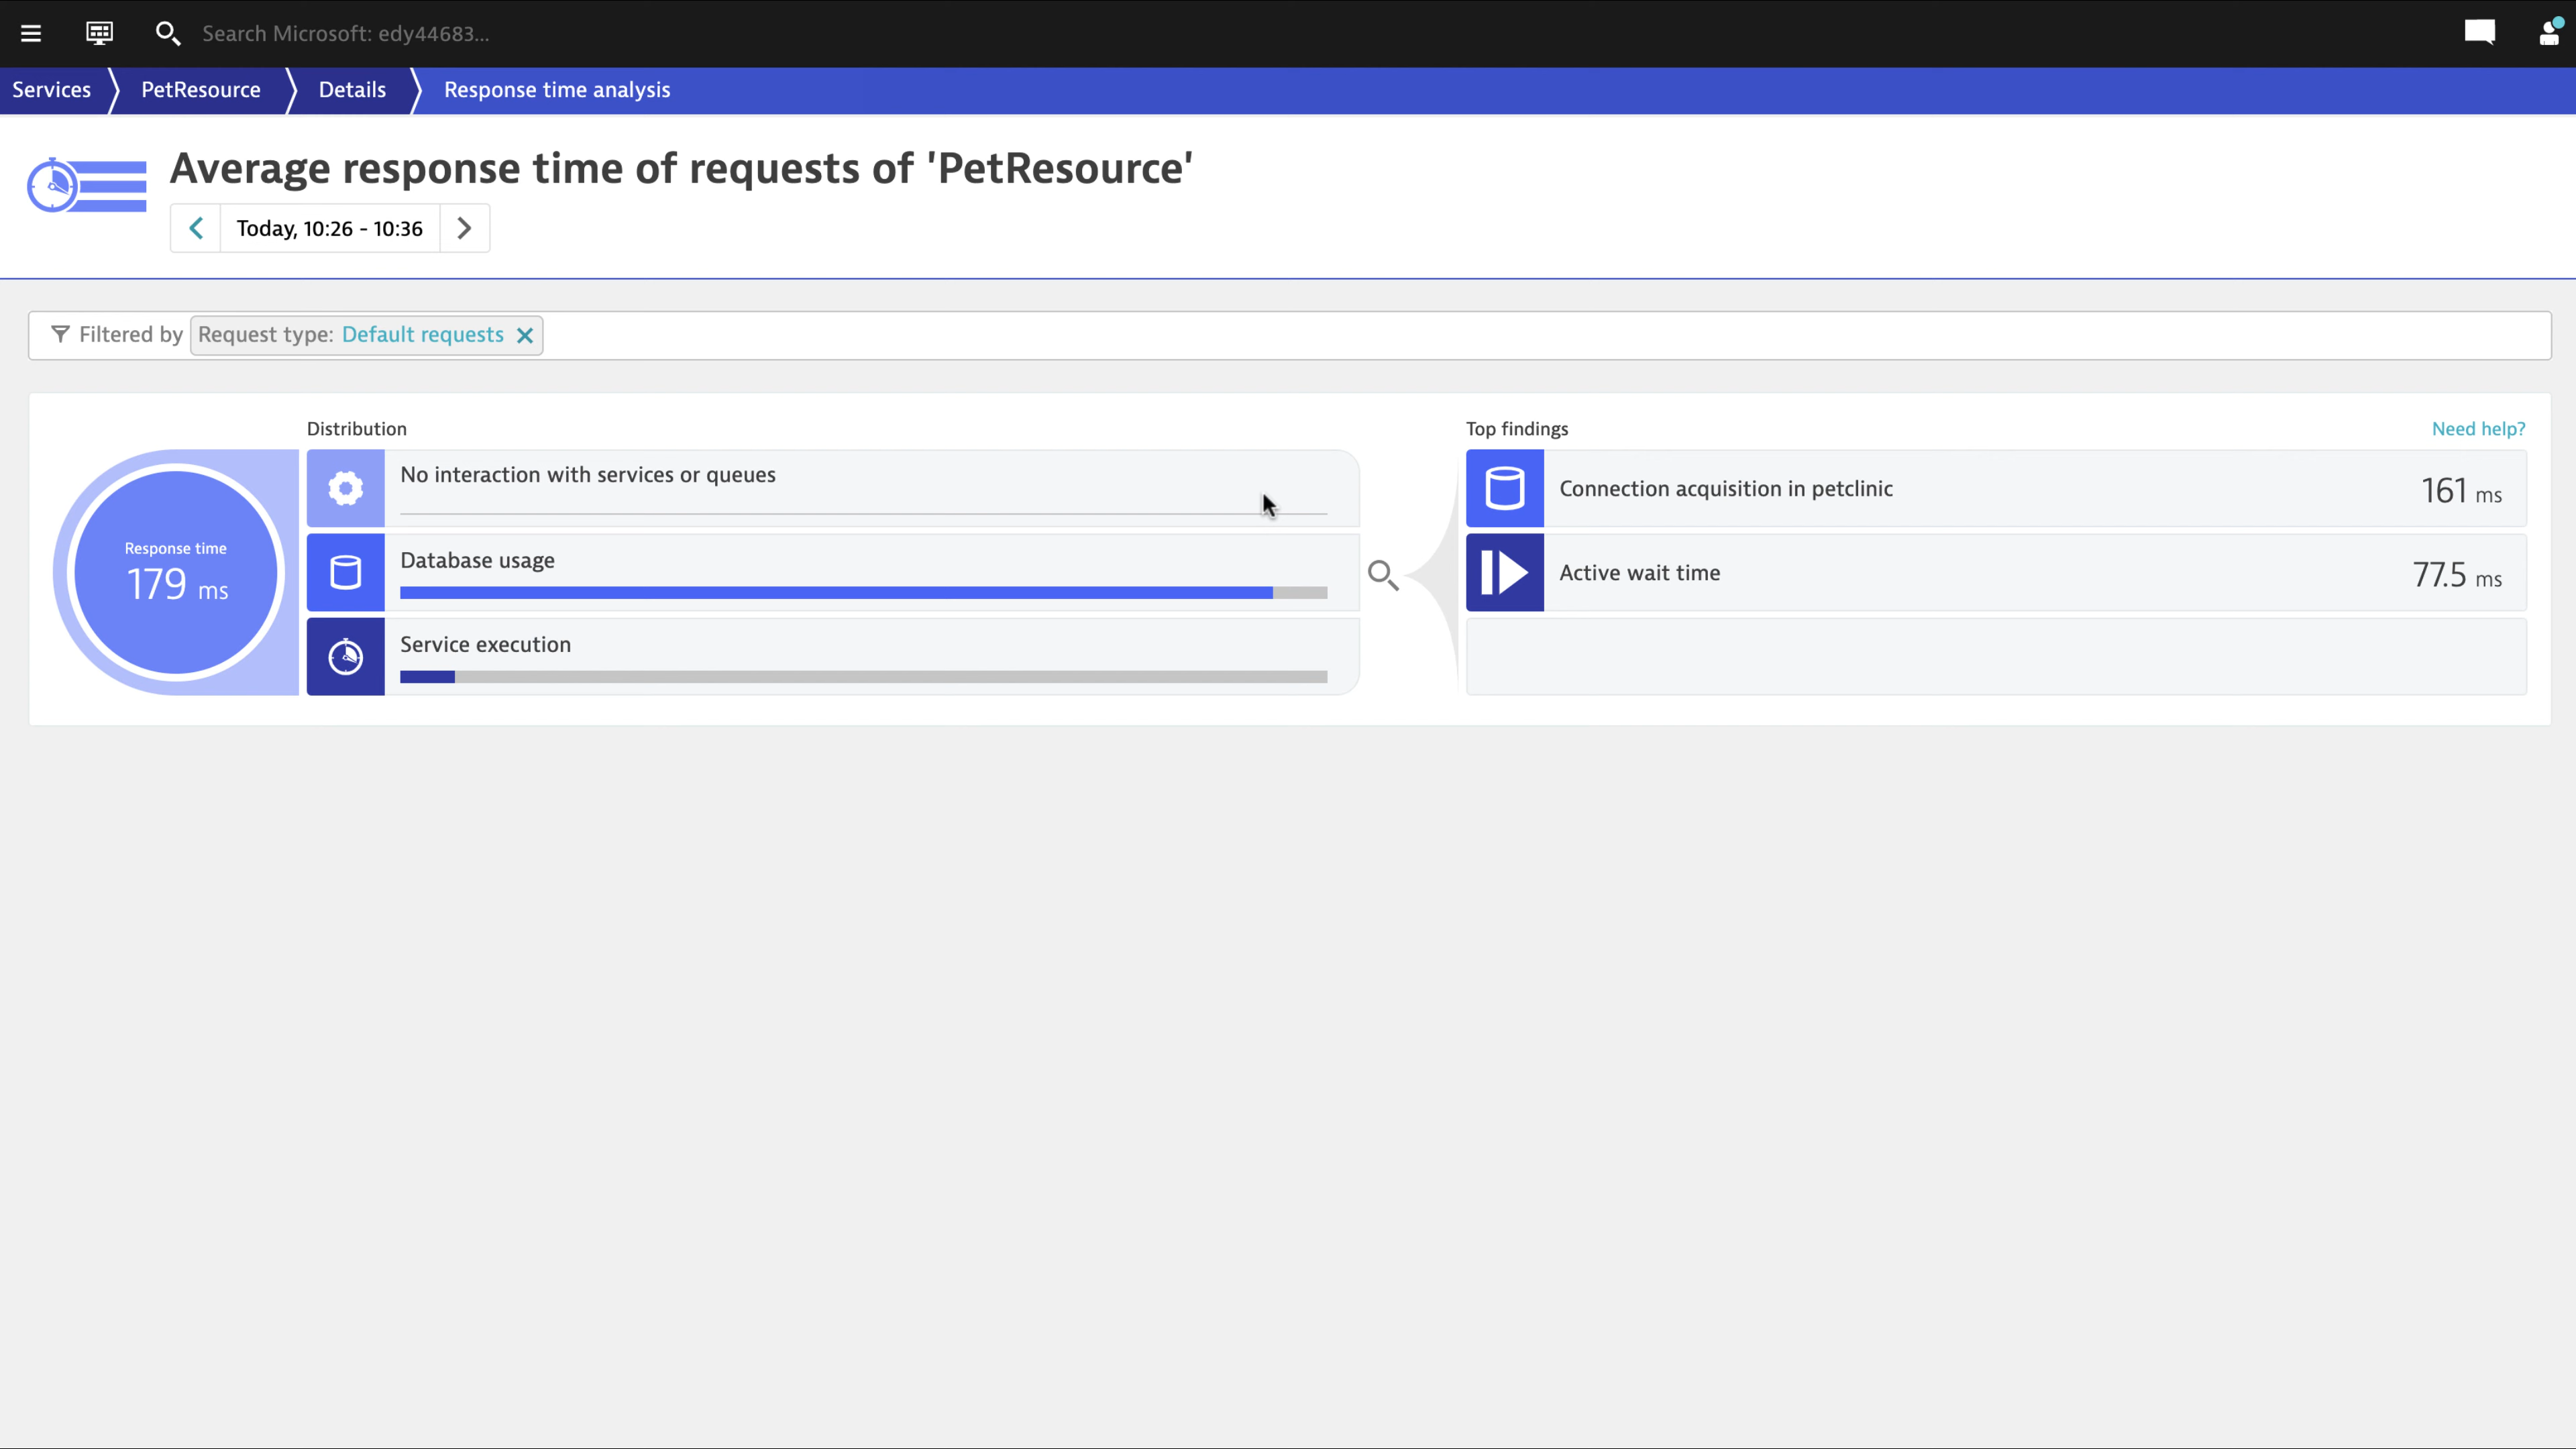 Search Microsoft: edy44683...
Services PetResource Details Response time analysis
Average response time of requests of 'PetResource'
Today, 10:26 - 10:36
Filtered by Request type: Default requests
Distribution
No interaction with services or queues
Database usage
Service execution
Response time
179 ms
Top findings Need help?
Connection acquisition in petclinic 161 ms
Active wait time 77.5 ms